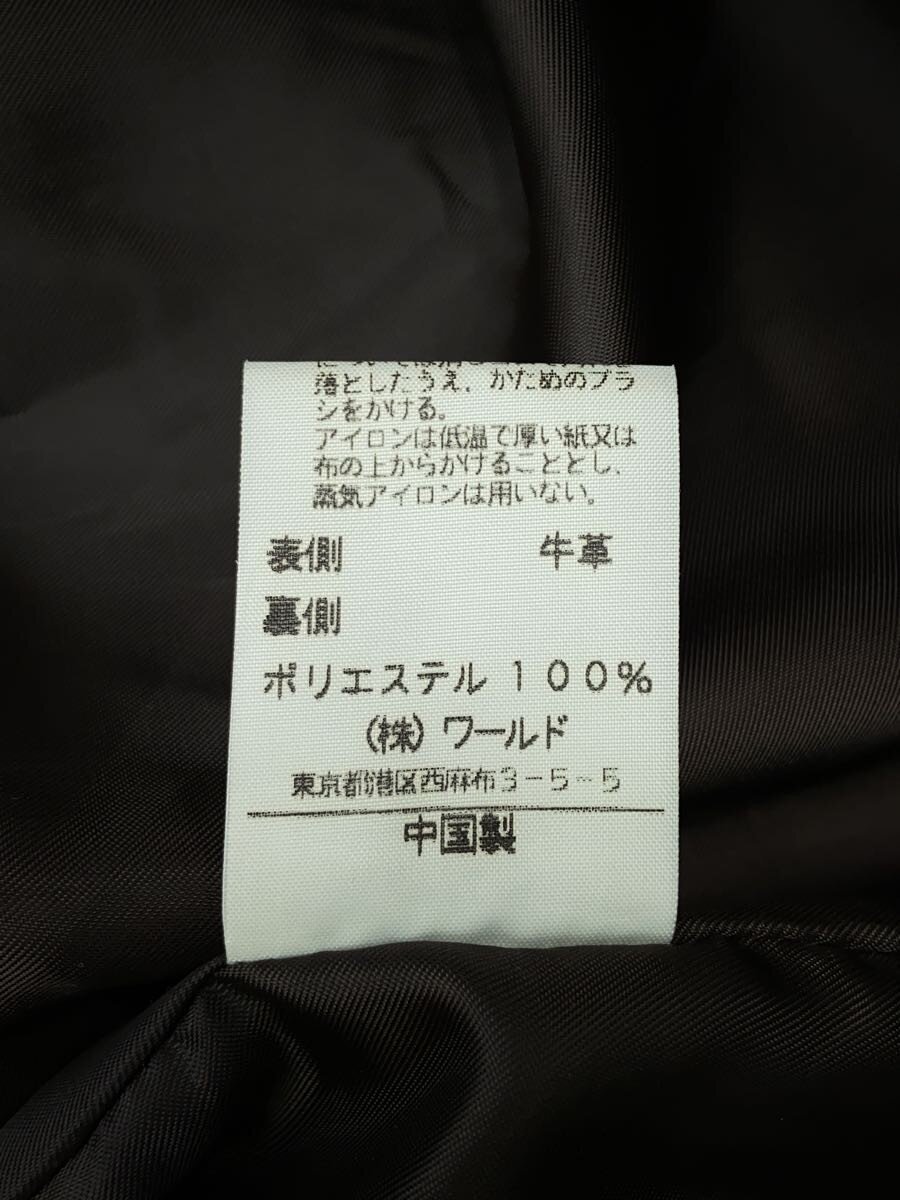 落としたうえ、かためのブラ
シをかける。
アイロンは低温で厚い紙又は
布の上からかけることとし、
蒸気アイロンは用いない。
表側 牛革
裏側
ポリエステル100%
(株)ワールド
東京都港区西麻布3-5-5
中国製